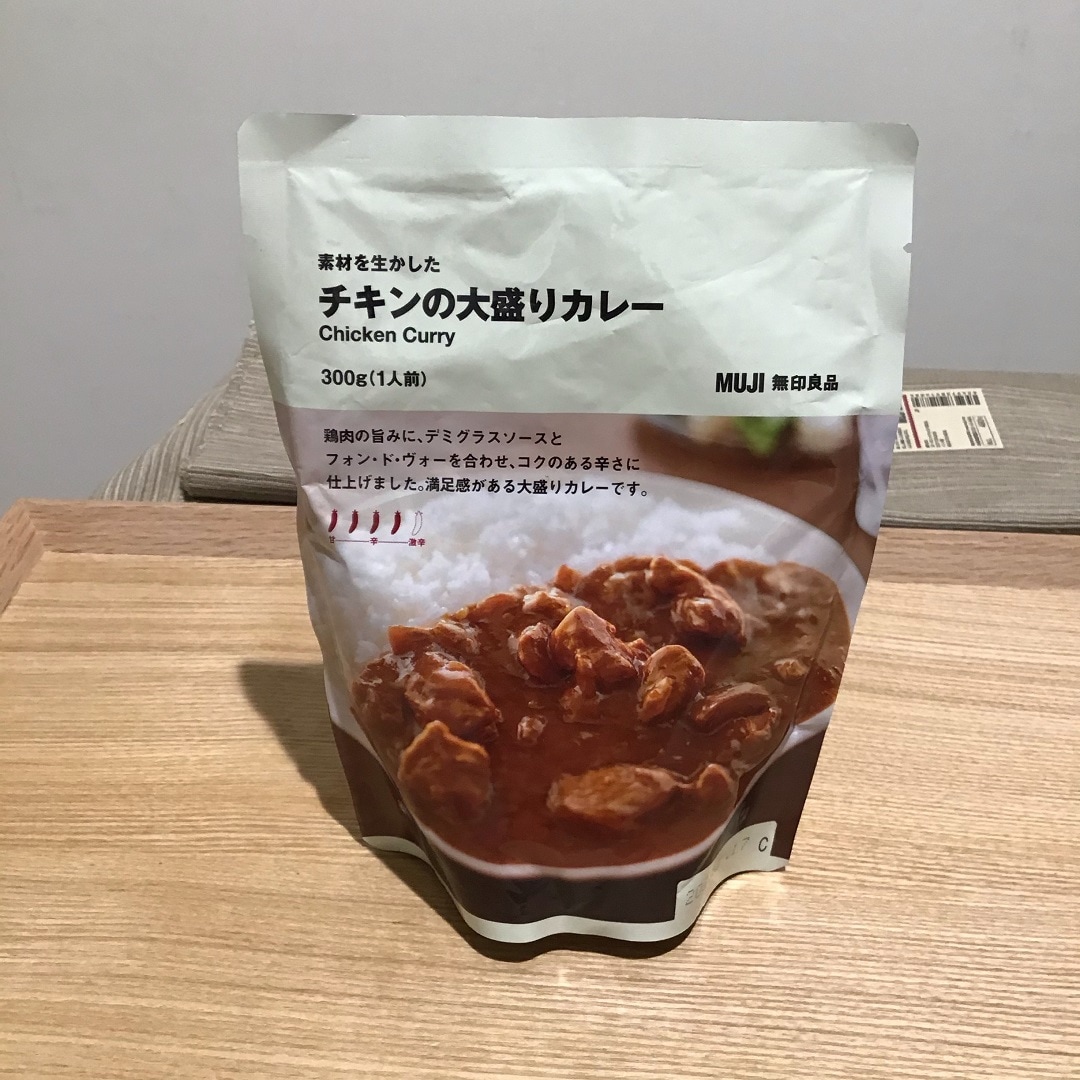 素材を生かした
チキンの大盛りカレー
Chicken Curry
300g(1人前)
MUJI 無印良品
鶏肉の旨みに、デミグラスソースと
フォン・ド・ヴォーを合わせ、コクのある辛さに
仕上げました。満足感がある大盛りカレーです。
甘 辛 激辛
C